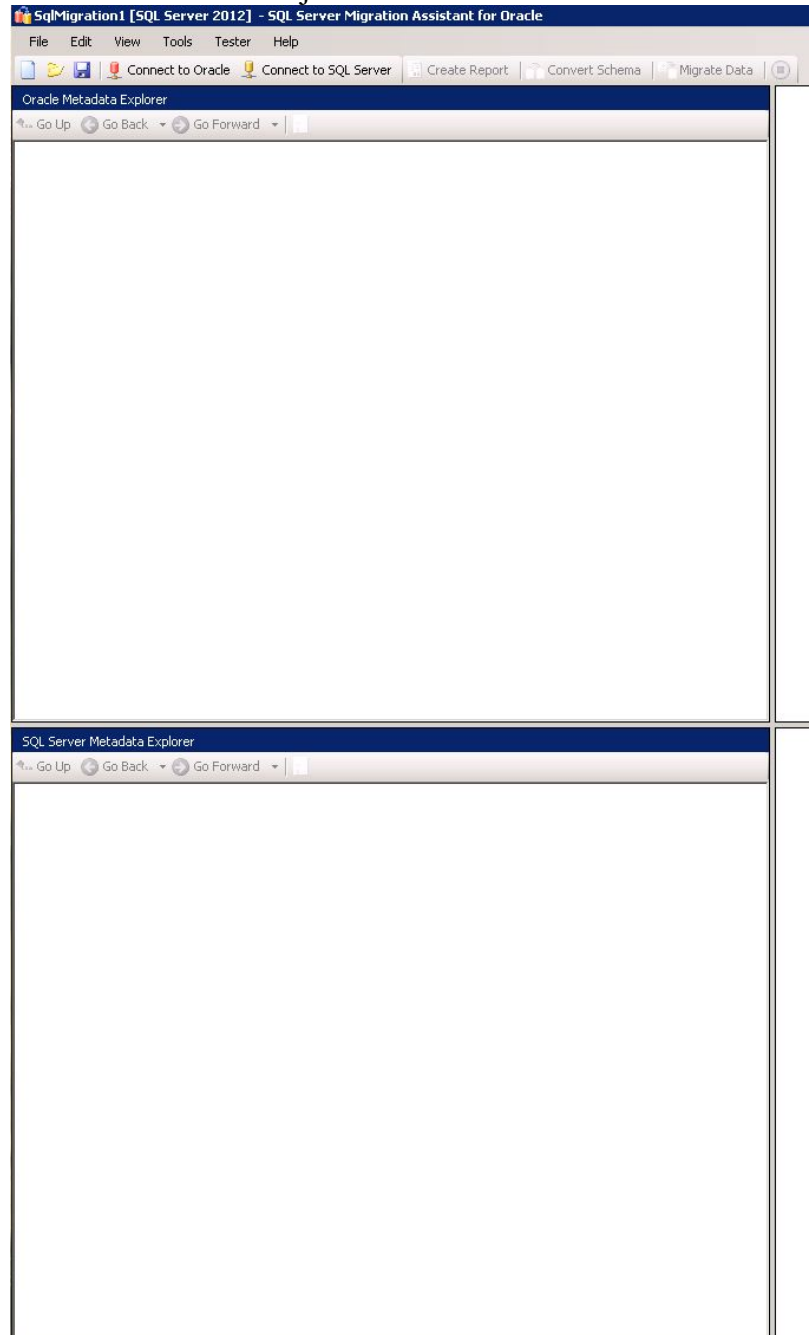 SqlMigration1 [SQL Server 2012] - SQL Server Migration Assistant for Oracle
File Edit View Tools Tester Help
Connect to Oracle Connect to SQL Server Create Report Convert Schema Migrate Data
Oracle Metadata Explorer
Go Up Go Back Go Forward
SQL Server Metadata Explorer
Go Up Go Back Go Forward